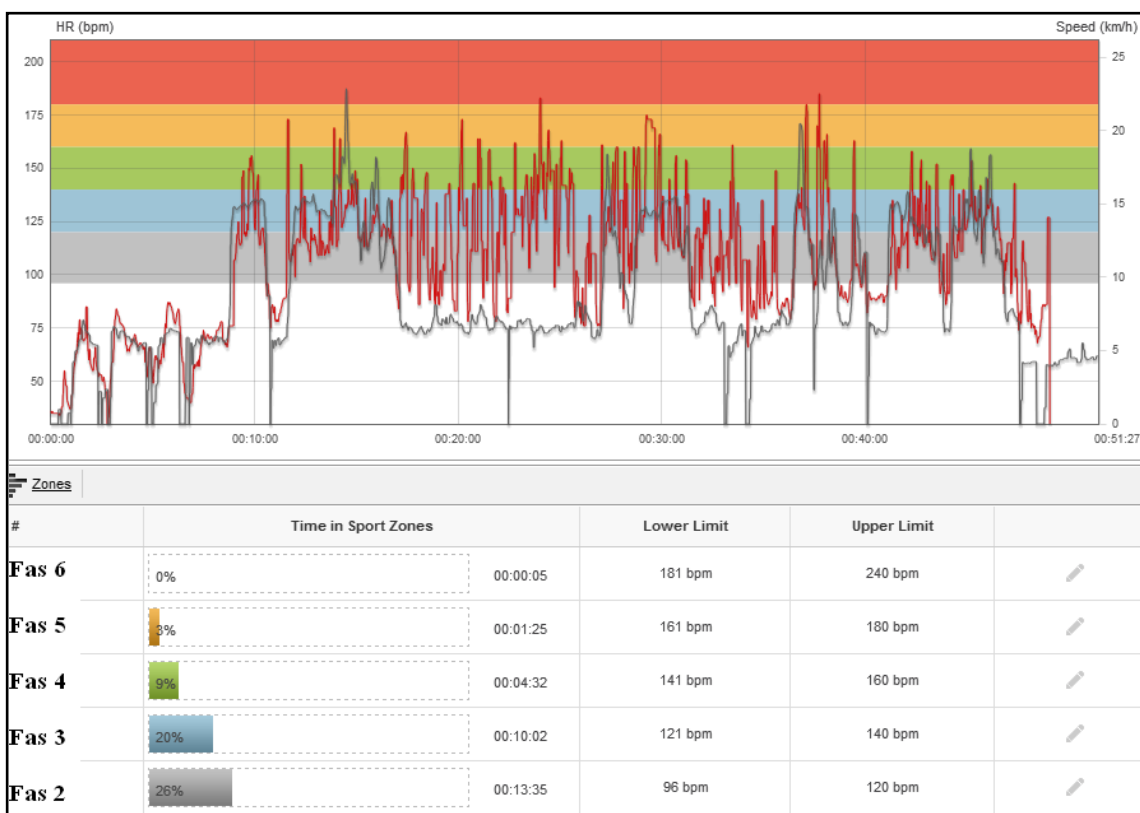 HR (bpm)
Speed (km/h)
200
175
150
125
100
75
50
25
20
15
10
5
0
00:00:00 00:10:00 00:20:00 00:30:00 00:40:00 00:51:27
Zones
# Time in Sport Zones Lower Limit Upper Limit
Fas 6 0% 00:00:05 181 bpm 240 bpm
Fas 5 3% 00:01:25 161 bpm 180 bpm
Fas 4 9% 00:04:32 141 bpm 160 bpm
Fas 3 20% 00:10:02 121 bpm 140 bpm
Fas 2 26% 00:13:35 96 bpm 120 bpm